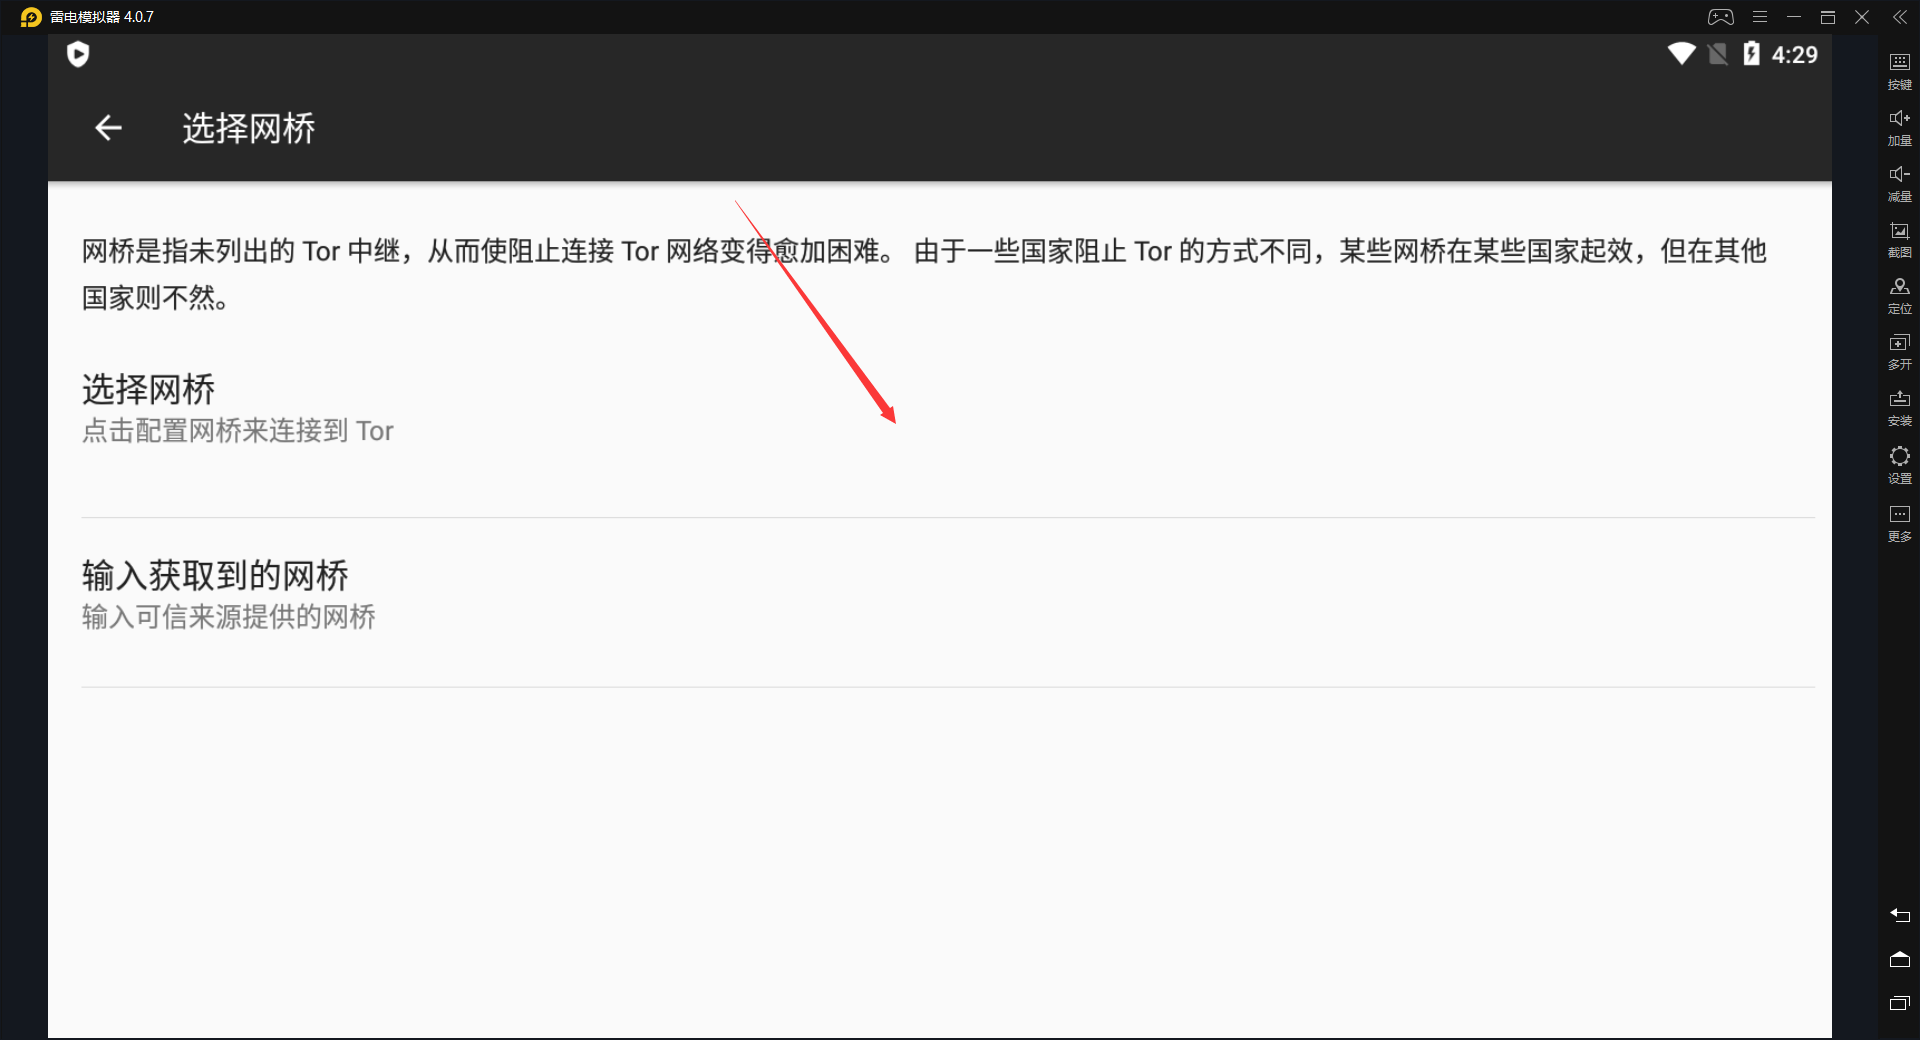 雷电模拟器 4.0.7
4:29
选择网桥
网桥是指未列出的 Tor 中继，从而使阻止连接 Tor 网络变得愈加困难。 由于一些国家阻止 Tor 的方式不同，某些网桥在某些国家起效，但在其他
国家则不然。
选择网桥
点击配置网桥来连接到 Tor
输入获取到的网桥
输入可信来源提供的网桥
按键
加量
减量
截图
定位
多开
安装
设置
更多